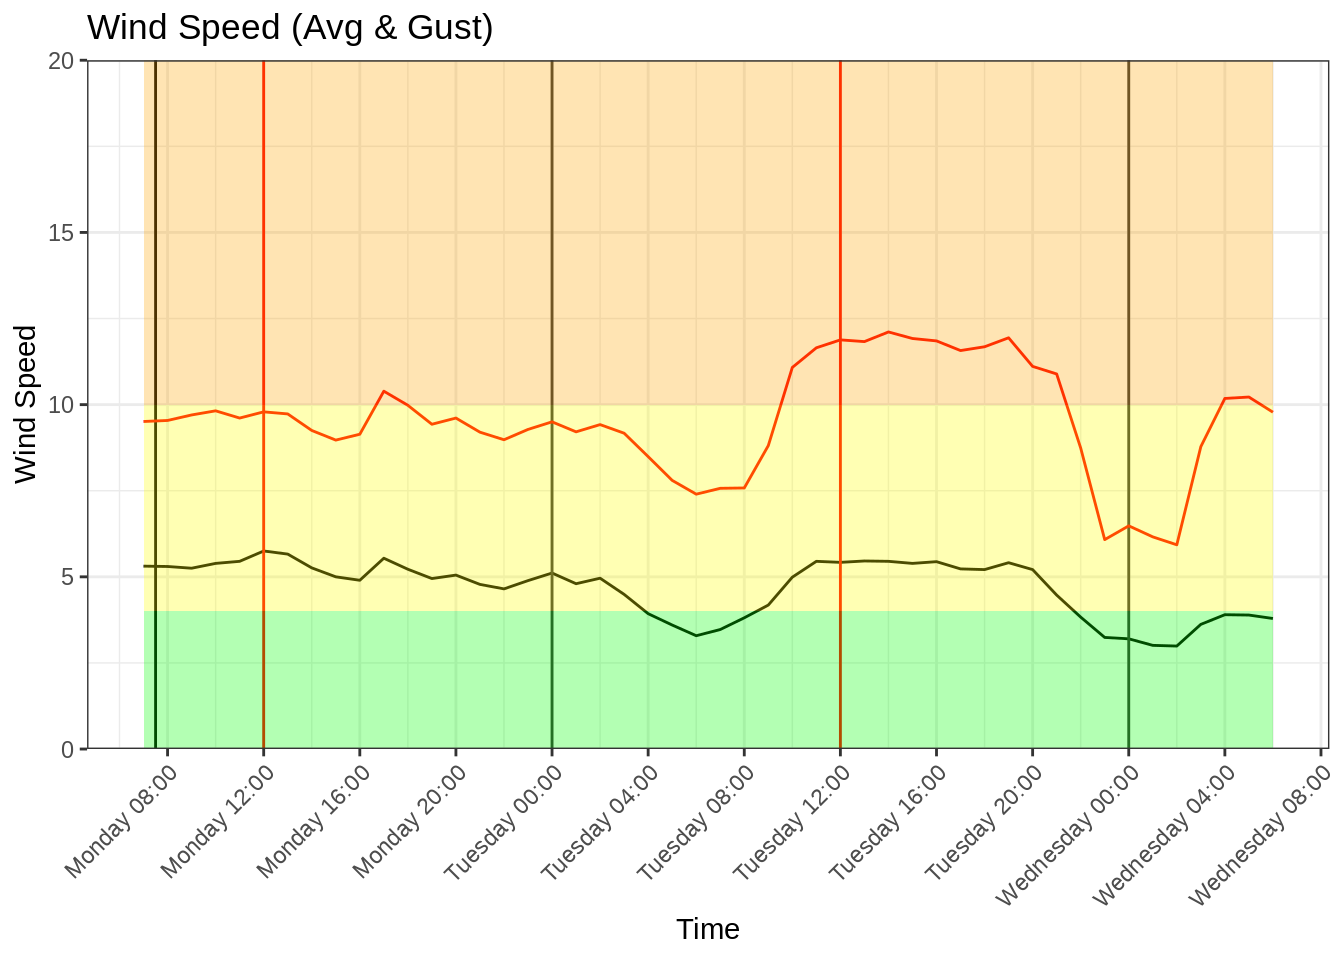 Wind Speed (Avg & Gust)
20
15
10
5
0
Wind Speed
Monday 08:00
Monday 12:00
Monday 16:00
Monday 20:00
Tuesday 00:00
Tuesday 04:00
Tuesday 08:00
Tuesday 12:00
Tuesday 16:00
Tuesday 20:00
Wednesday 00:00
Wednesday 04:00
Wednesday 08:00
Time